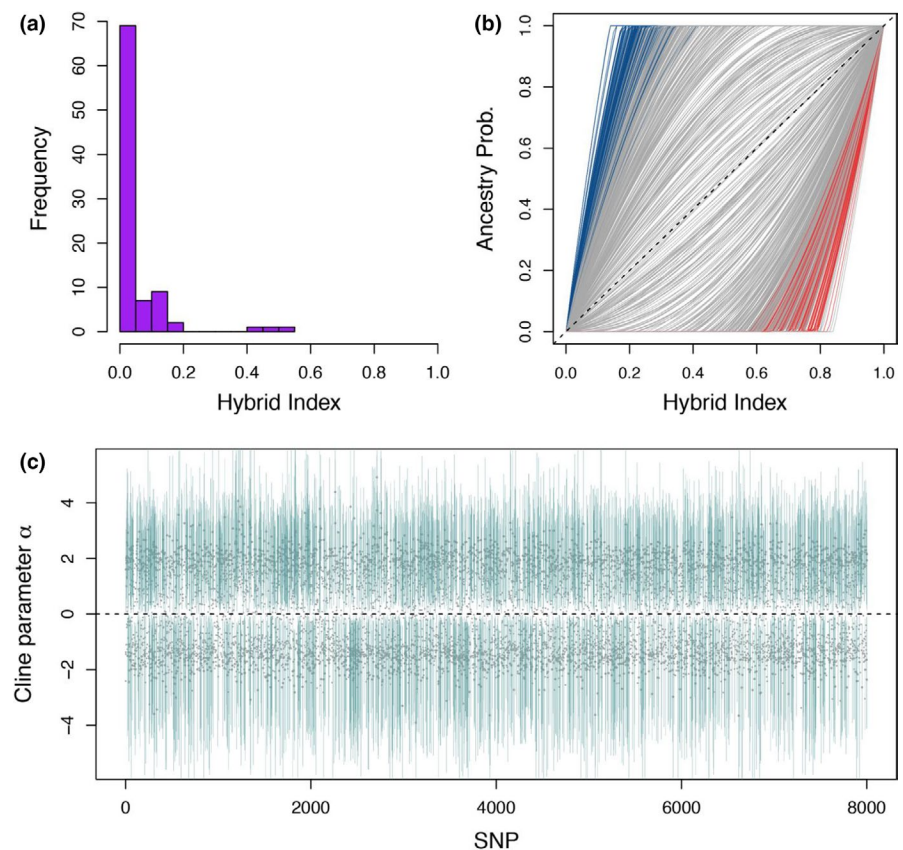 (a)
70
60
50
40
30
20
10
0
Frequency
0.0 0.2 0.4 0.6 0.8 1.0
Hybrid Index
(b)
1.0
0.8
0.6
0.4
0.2
0.0
Ancestry Prob.
0.0 0.2 0.4 0.6 0.8 1.0
Hybrid Index
(c)
4
2
0
−2
−4
Cline parameter α
0 2000 4000 6000 8000
SNP